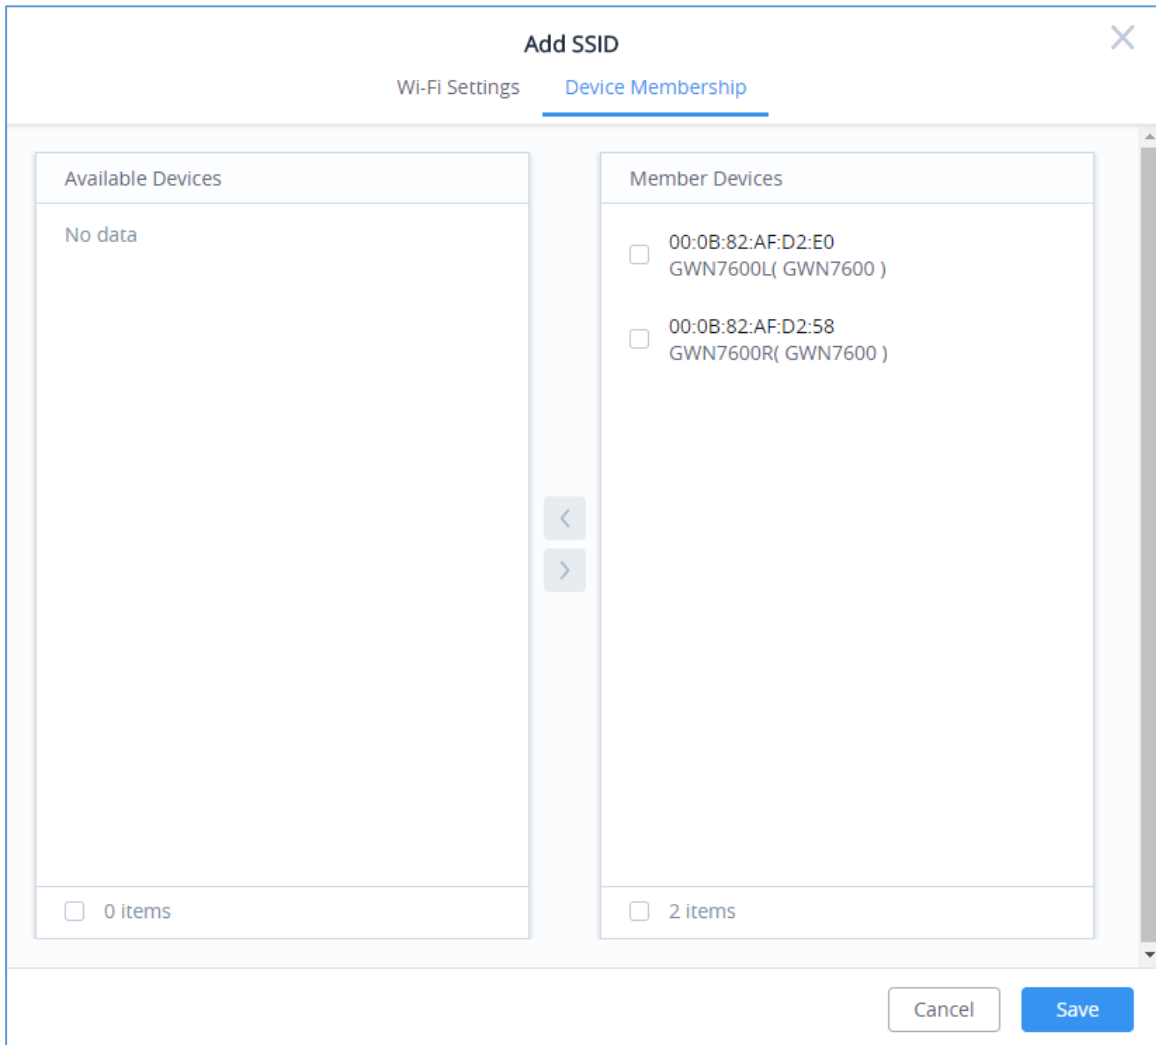 Add SSID
Wi-Fi Settings Device Membership
Available Devices
No data
0 items
Member Devices
00:0B:82:AF:D2:E0
GWN7600L( GWN7600 )
00:0B:82:AF:D2:58
GWN7600R( GWN7600 )
2 items
Cancel Save